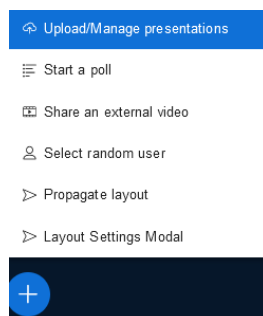 Upload/Manage presentations
Start a poll
Share an external video
Select random user
Propagate layout
Layout Settings Modal